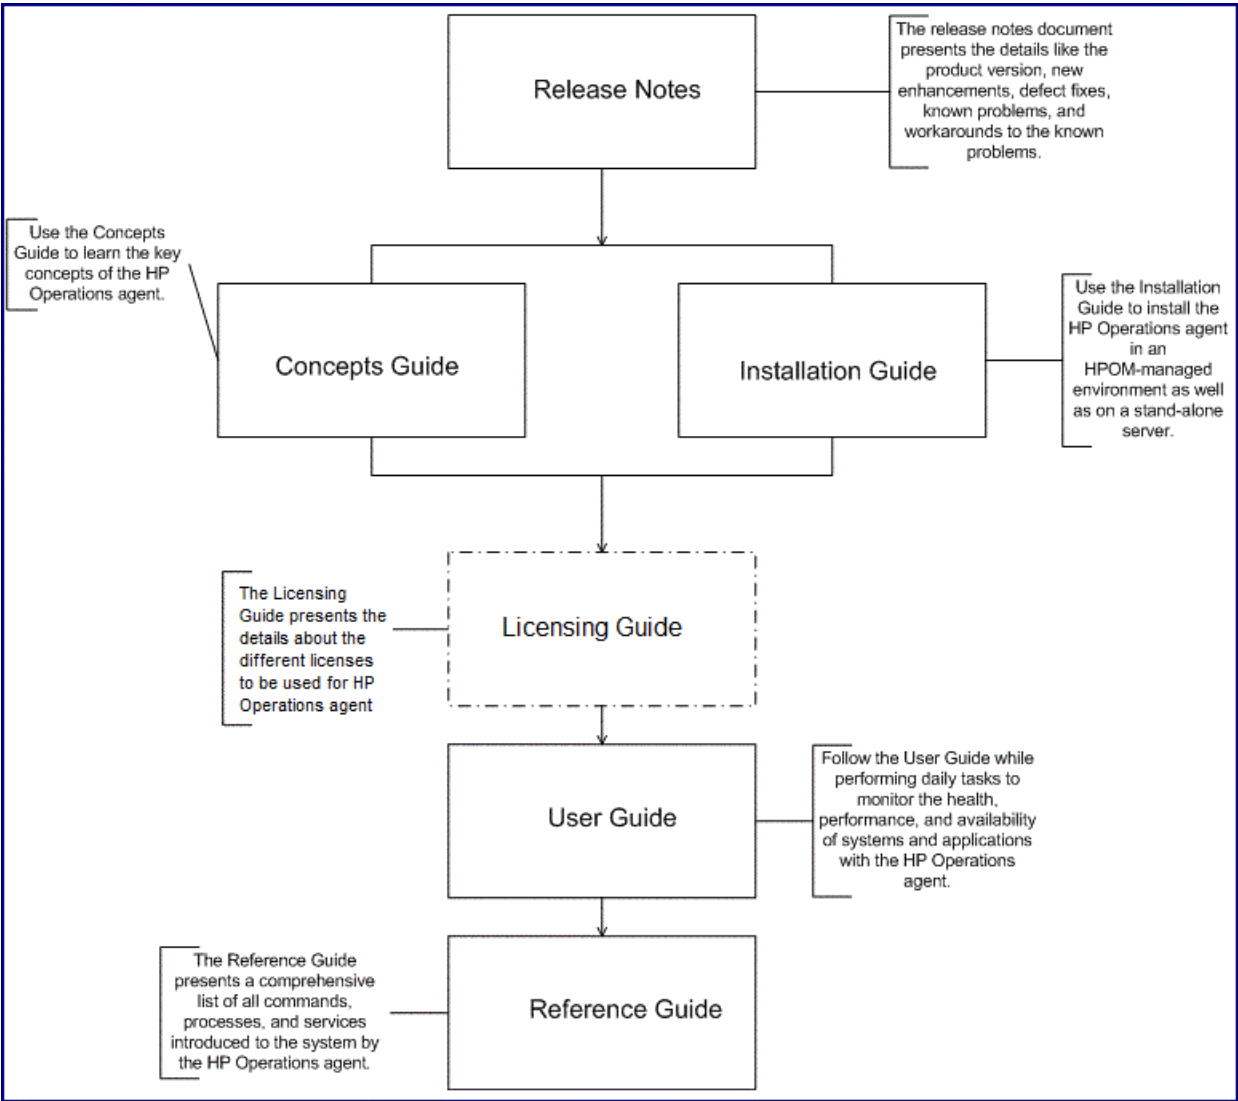 Release Notes
The release notes document
presents the details like the
product version, new
enhancements, defect fixes,
known problems, and
workarounds to the known
problems.
Use the Concepts
Guide to learn the key
concepts of the HP
Operations agent.
Concepts Guide
Installation Guide
Use the Installation
Guide to install the
HP Operations agent
in an
HPOM-managed
environment as well
as on a stand-alone
server.
The Licensing
Guide presents the
details about the
different licenses
to be used for HP
Operations agent
Licensing Guide
User Guide
Follow the User Guide while
performing daily tasks to
monitor the health,
performance, and availability
of systems and applications
with the HP Operations
agent.
The Reference Guide
presents a comprehensive
list of all commands,
processes, and services
introduced to the system by
the HP Operations agent.
Reference Guide